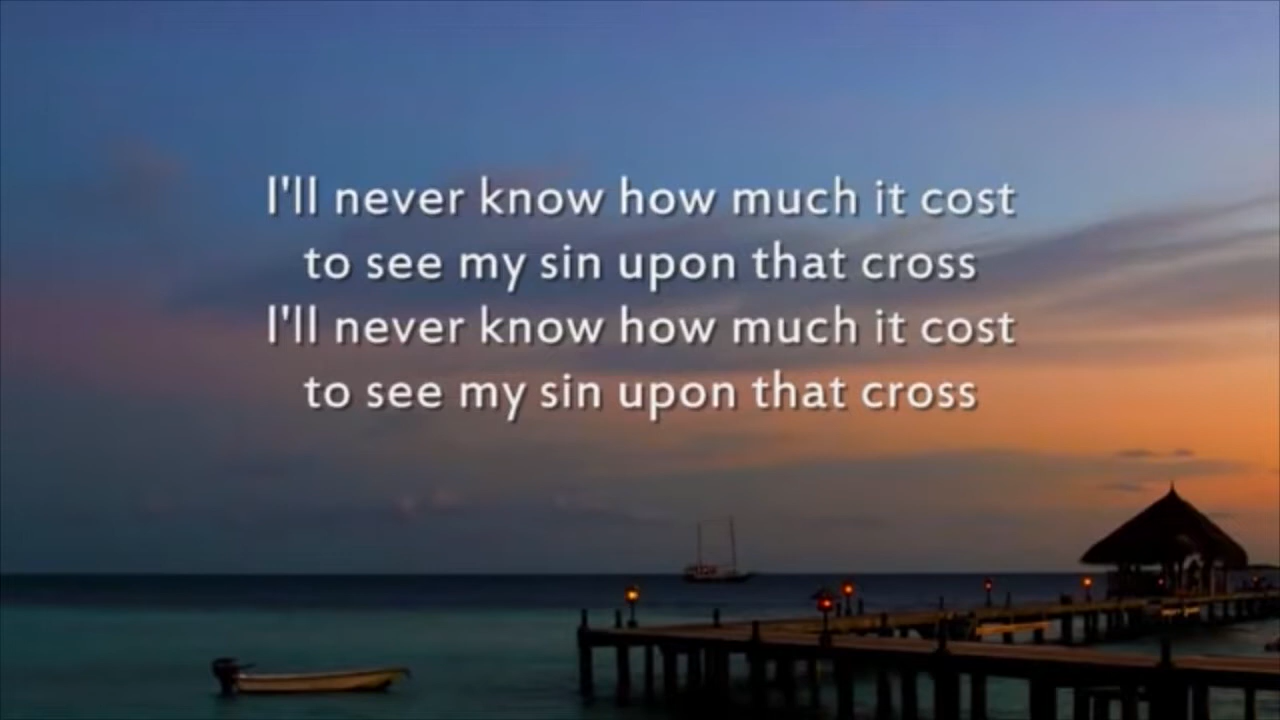 I'll never know how much it cost
to see my sin upon that cross
I'll never know how much it cost
to see my sin upon that cross